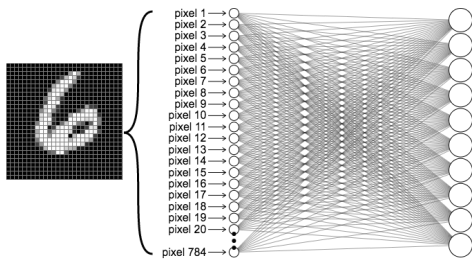 pixel 1
pixel 2
pixel 3
pixel 4
pixel 5
pixel 6
pixel 7
pixel 8
pixel 9
pixel 10
pixel 11
pixel 12
pixel 13
pixel 14
pixel 15
pixel 16
pixel 17
pixel 18
pixel 19
pixel 20
pixel 784
6